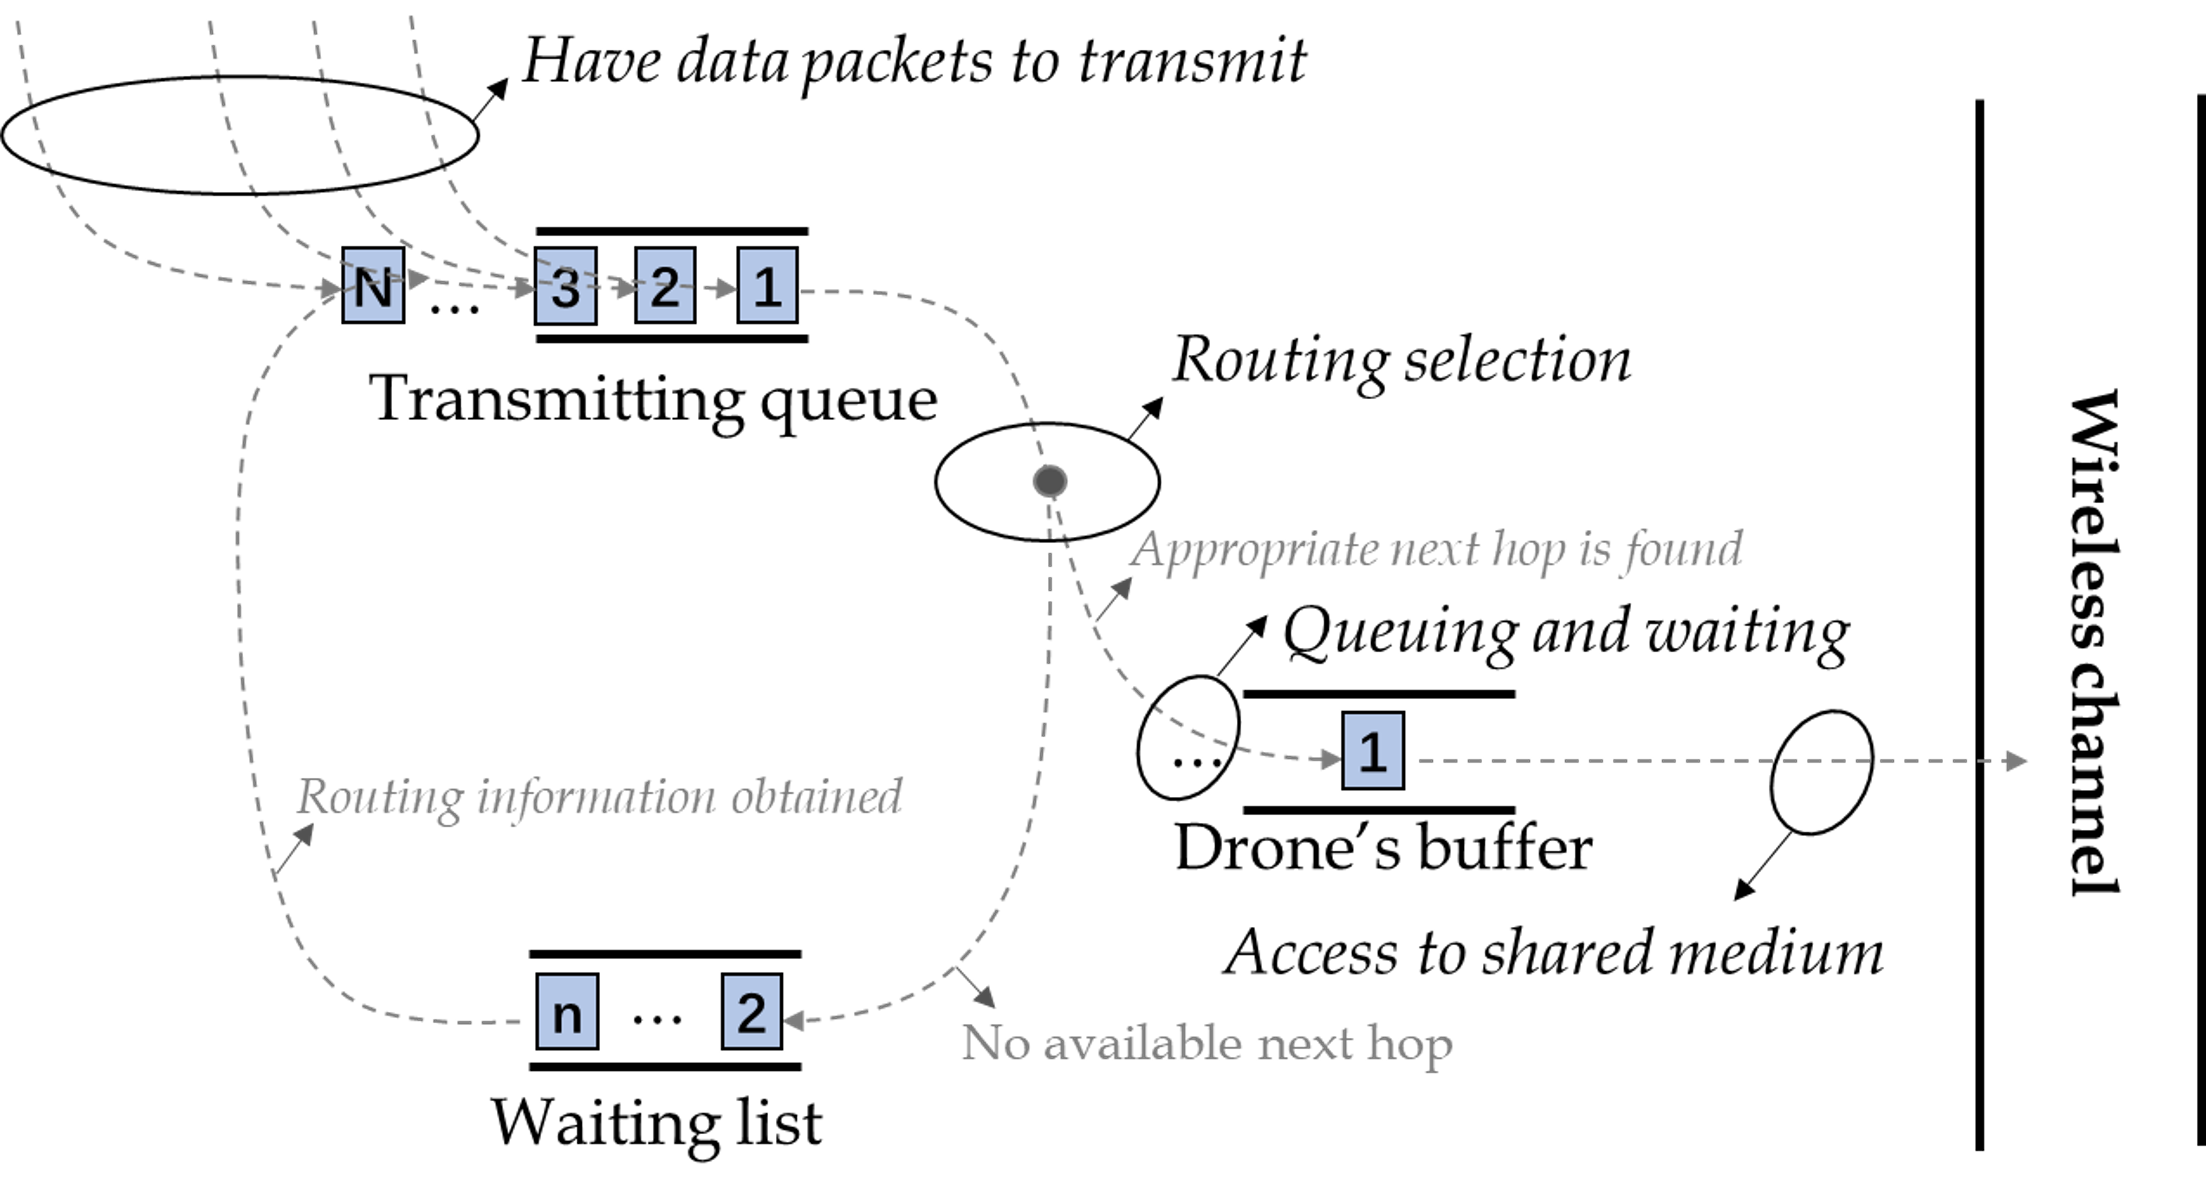 Have data packets to transmit
N ... 3 2 1
Transmitting queue
Routing selection
Appropriate next hop is found
Queuing and waiting
... 1
Drone's buffer
Access to shared medium
Wireless channel
Routing information obtained
n ... 2
No available next hop
Waiting list